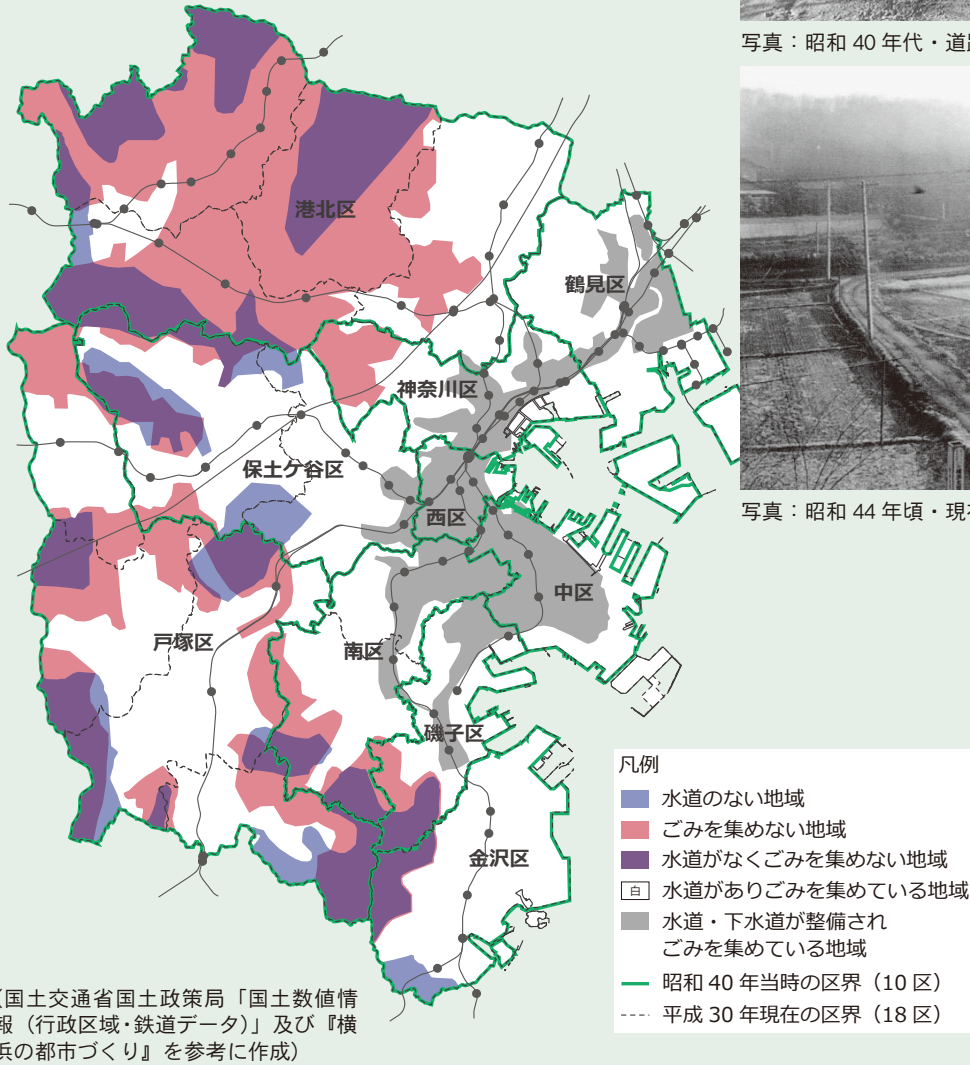 写真：昭和 40 年代・道
港北区
鶴見区
神奈川区
保土ケ谷区
西区
中区
戸塚区
南区
磯子区
金沢区
写真：昭和 44 年頃・現
凡例
水道のない地域
ごみを集めない地域
水道がなくごみを集めない地域
白 水道がありごみを集めている地域
水道・下水道が整備され
ごみを集めている地域
昭和 40 年当時の区界（10 区）
平成 30 年現在の区界（18 区）
（国土交通省国土政策局「国土数値情
報（行政区域・鉄道データ）」及び『横
浜の都市づくり』を参考に作成）